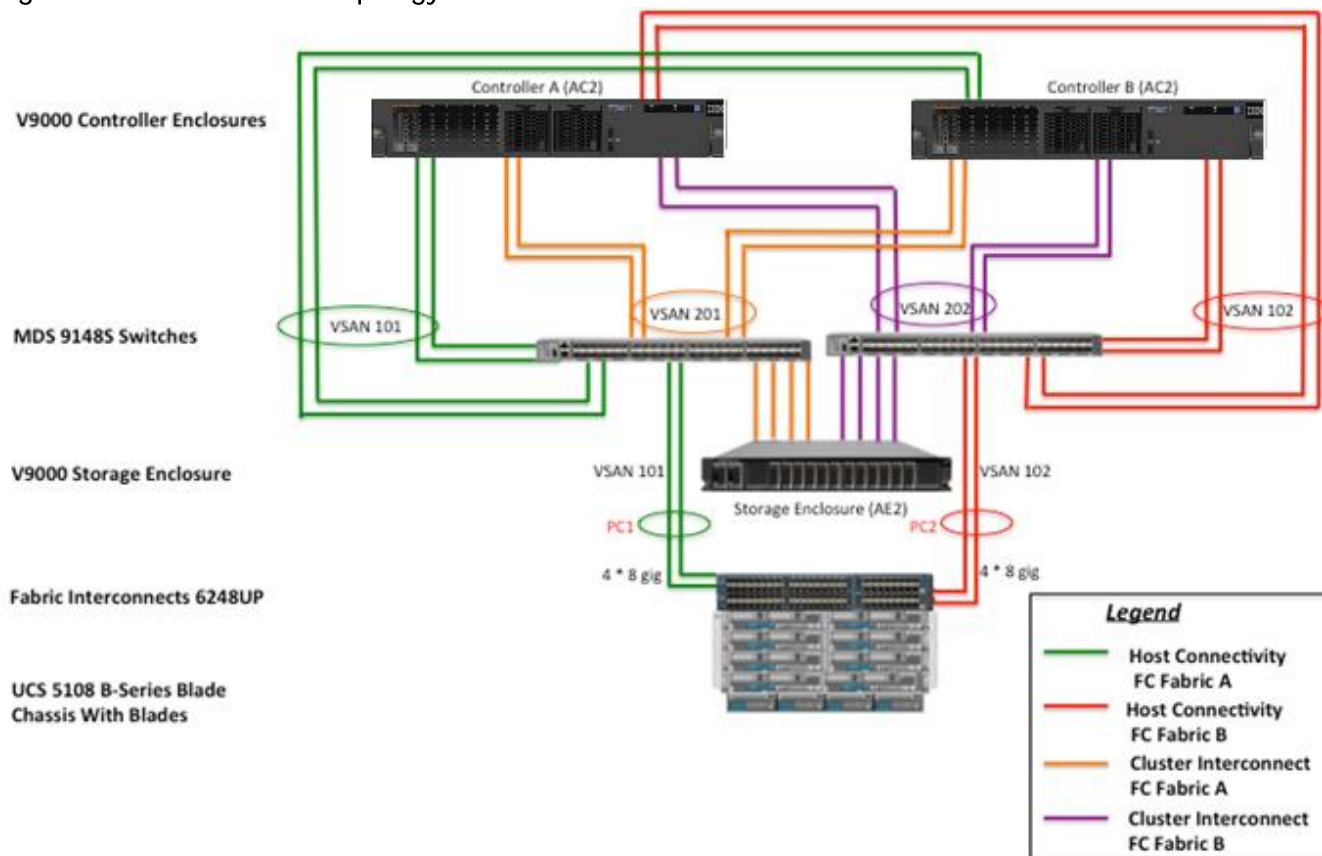 Controller A (AC2)
Controller B (AC2)
V9000 Controller Enclosures
VSAN 101
VSAN 201
VSAN 202
VSAN 102
MDS 9148S Switches
VSAN 101
VSAN 102
V9000 Storage Enclosure
Storage Enclosure (AE2)
PC1
PC2
4 * 8 gig
4 * 8 gig
Fabric Interconnects 6248UP
UCS 5108 B-Series Blade
Chassis With Blades
Legend
Host Connectivity
FC Fabric A
Host Connectivity
FC Fabric B
Cluster Interconnect
FC Fabric A
Cluster Interconnect
FC Fabric B